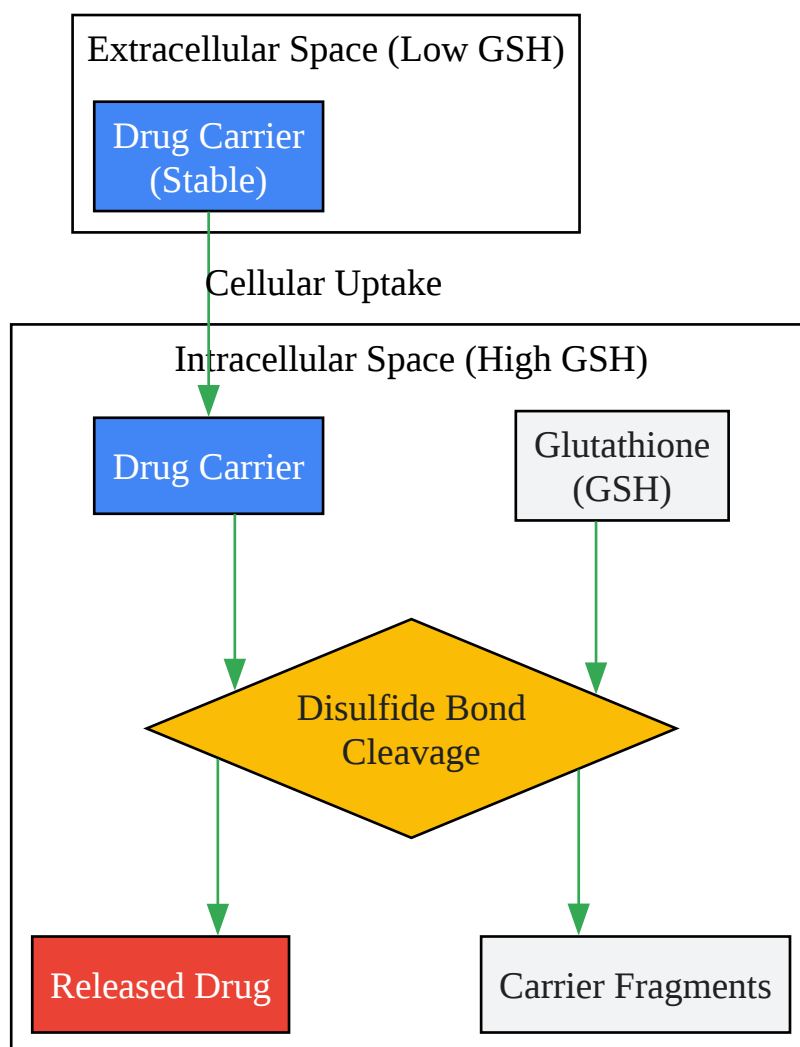 Extracellular Space (Low GSH)
Drug Carrier
(Stable)
Cellular Uptake
Intracellular Space (High GSH)
Drug Carrier
Glutathione
(GSH)
Disulfide Bond
Cleavage
Released Drug
Carrier Fragments